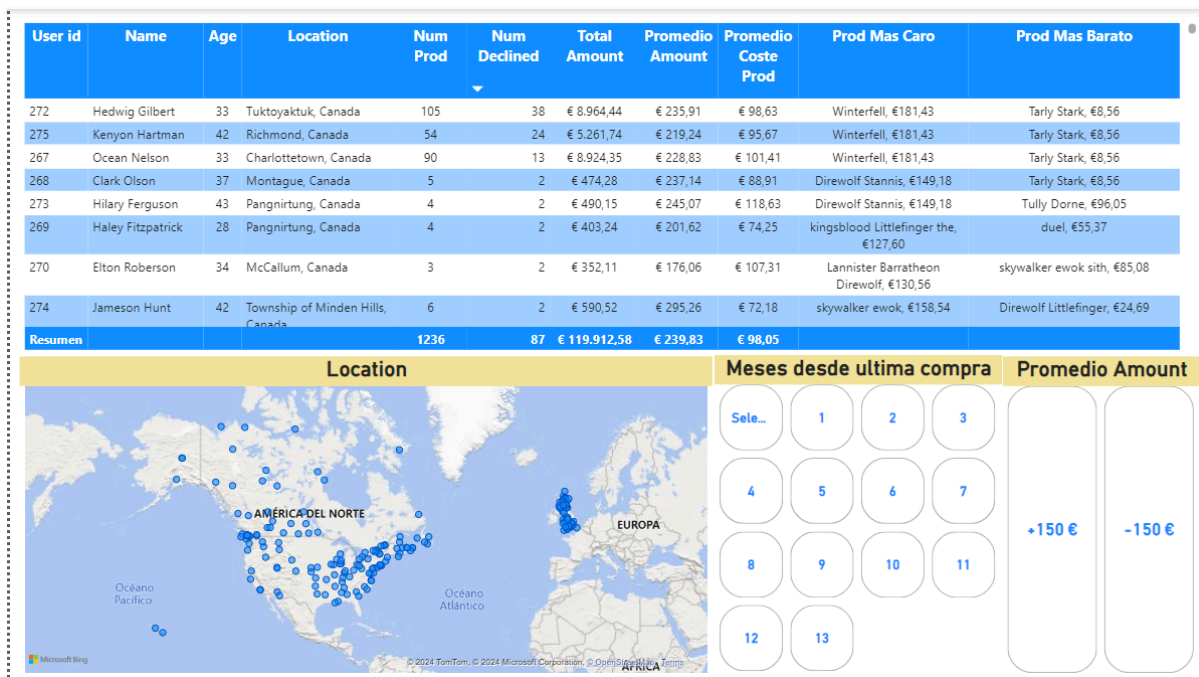 User id Name Age Location Num Prod Num Declined Total Amount Promedio Amount Promedio Coste Prod Prod Mas Caro Prod Mas Barato
272 Hedwig Gilbert 33 Tuktoyaktuk, Canada 105 38 € 8.964,44 € 235,91 € 98,63 Winterfell, €181,43 Tarly Stark, €8,56
275 Kenyon Hartman 42 Richmond, Canada 54 24 € 5.261,74 € 219,24 € 95,67 Winterfell, €181,43 Tarly Stark, €8,56
267 Ocean Nelson 33 Charlottetown, Canada 90 13 € 8.924,35 € 228,83 € 101,41 Winterfell, €181,43 Tarly Stark, €8,56
268 Clark Olson 37 Montague, Canada 5 2 € 474,28 € 237,14 € 88,91 Direwolf Stannis, €149,18 Tarly Stark, €8,56
273 Hilary Ferguson 43 Pangnirtung, Canada 4 2 € 490,15 € 245,07 € 118,63 Direwolf Stannis, €149,18 Tully Dorne, €96,05
269 Haley Fitzpatrick 28 Pangnirtung, Canada 4 2 € 403,24 € 201,62 € 74,25 kingsblood Littlefinger the, €127,60 duel, €55,37
270 Elton Roberson 34 McCallum, Canada 3 2 € 352,11 € 176,06 € 107,31 Lannister Barratheon Direwolf, €130,56 skywalker ewok sith, €85,08
274 Jameson Hunt 42 Township of Minden Hills, Canada 6 2 € 590,52 € 295,26 € 72,18 skywalker ewok, €158,54 Direwolf Littlefinger, €24,69
Resumen 1236 87 € 119.912,58 € 239,83 € 98,05
Location
AMÉRICA DEL NORTE
EUROPA
Océano
Pacífico
Océano
Atlántico
ÁFRICA
Microsoft Bing
© 2024 TomTom, © 2024 Microsoft Corporation, © OpenStreetMap Terms
Meses desde ultima compra
Sele... 1 2 3
4 5 6 7
8 9 10 11
12 13
Promedio Amount
+150 € -150 €